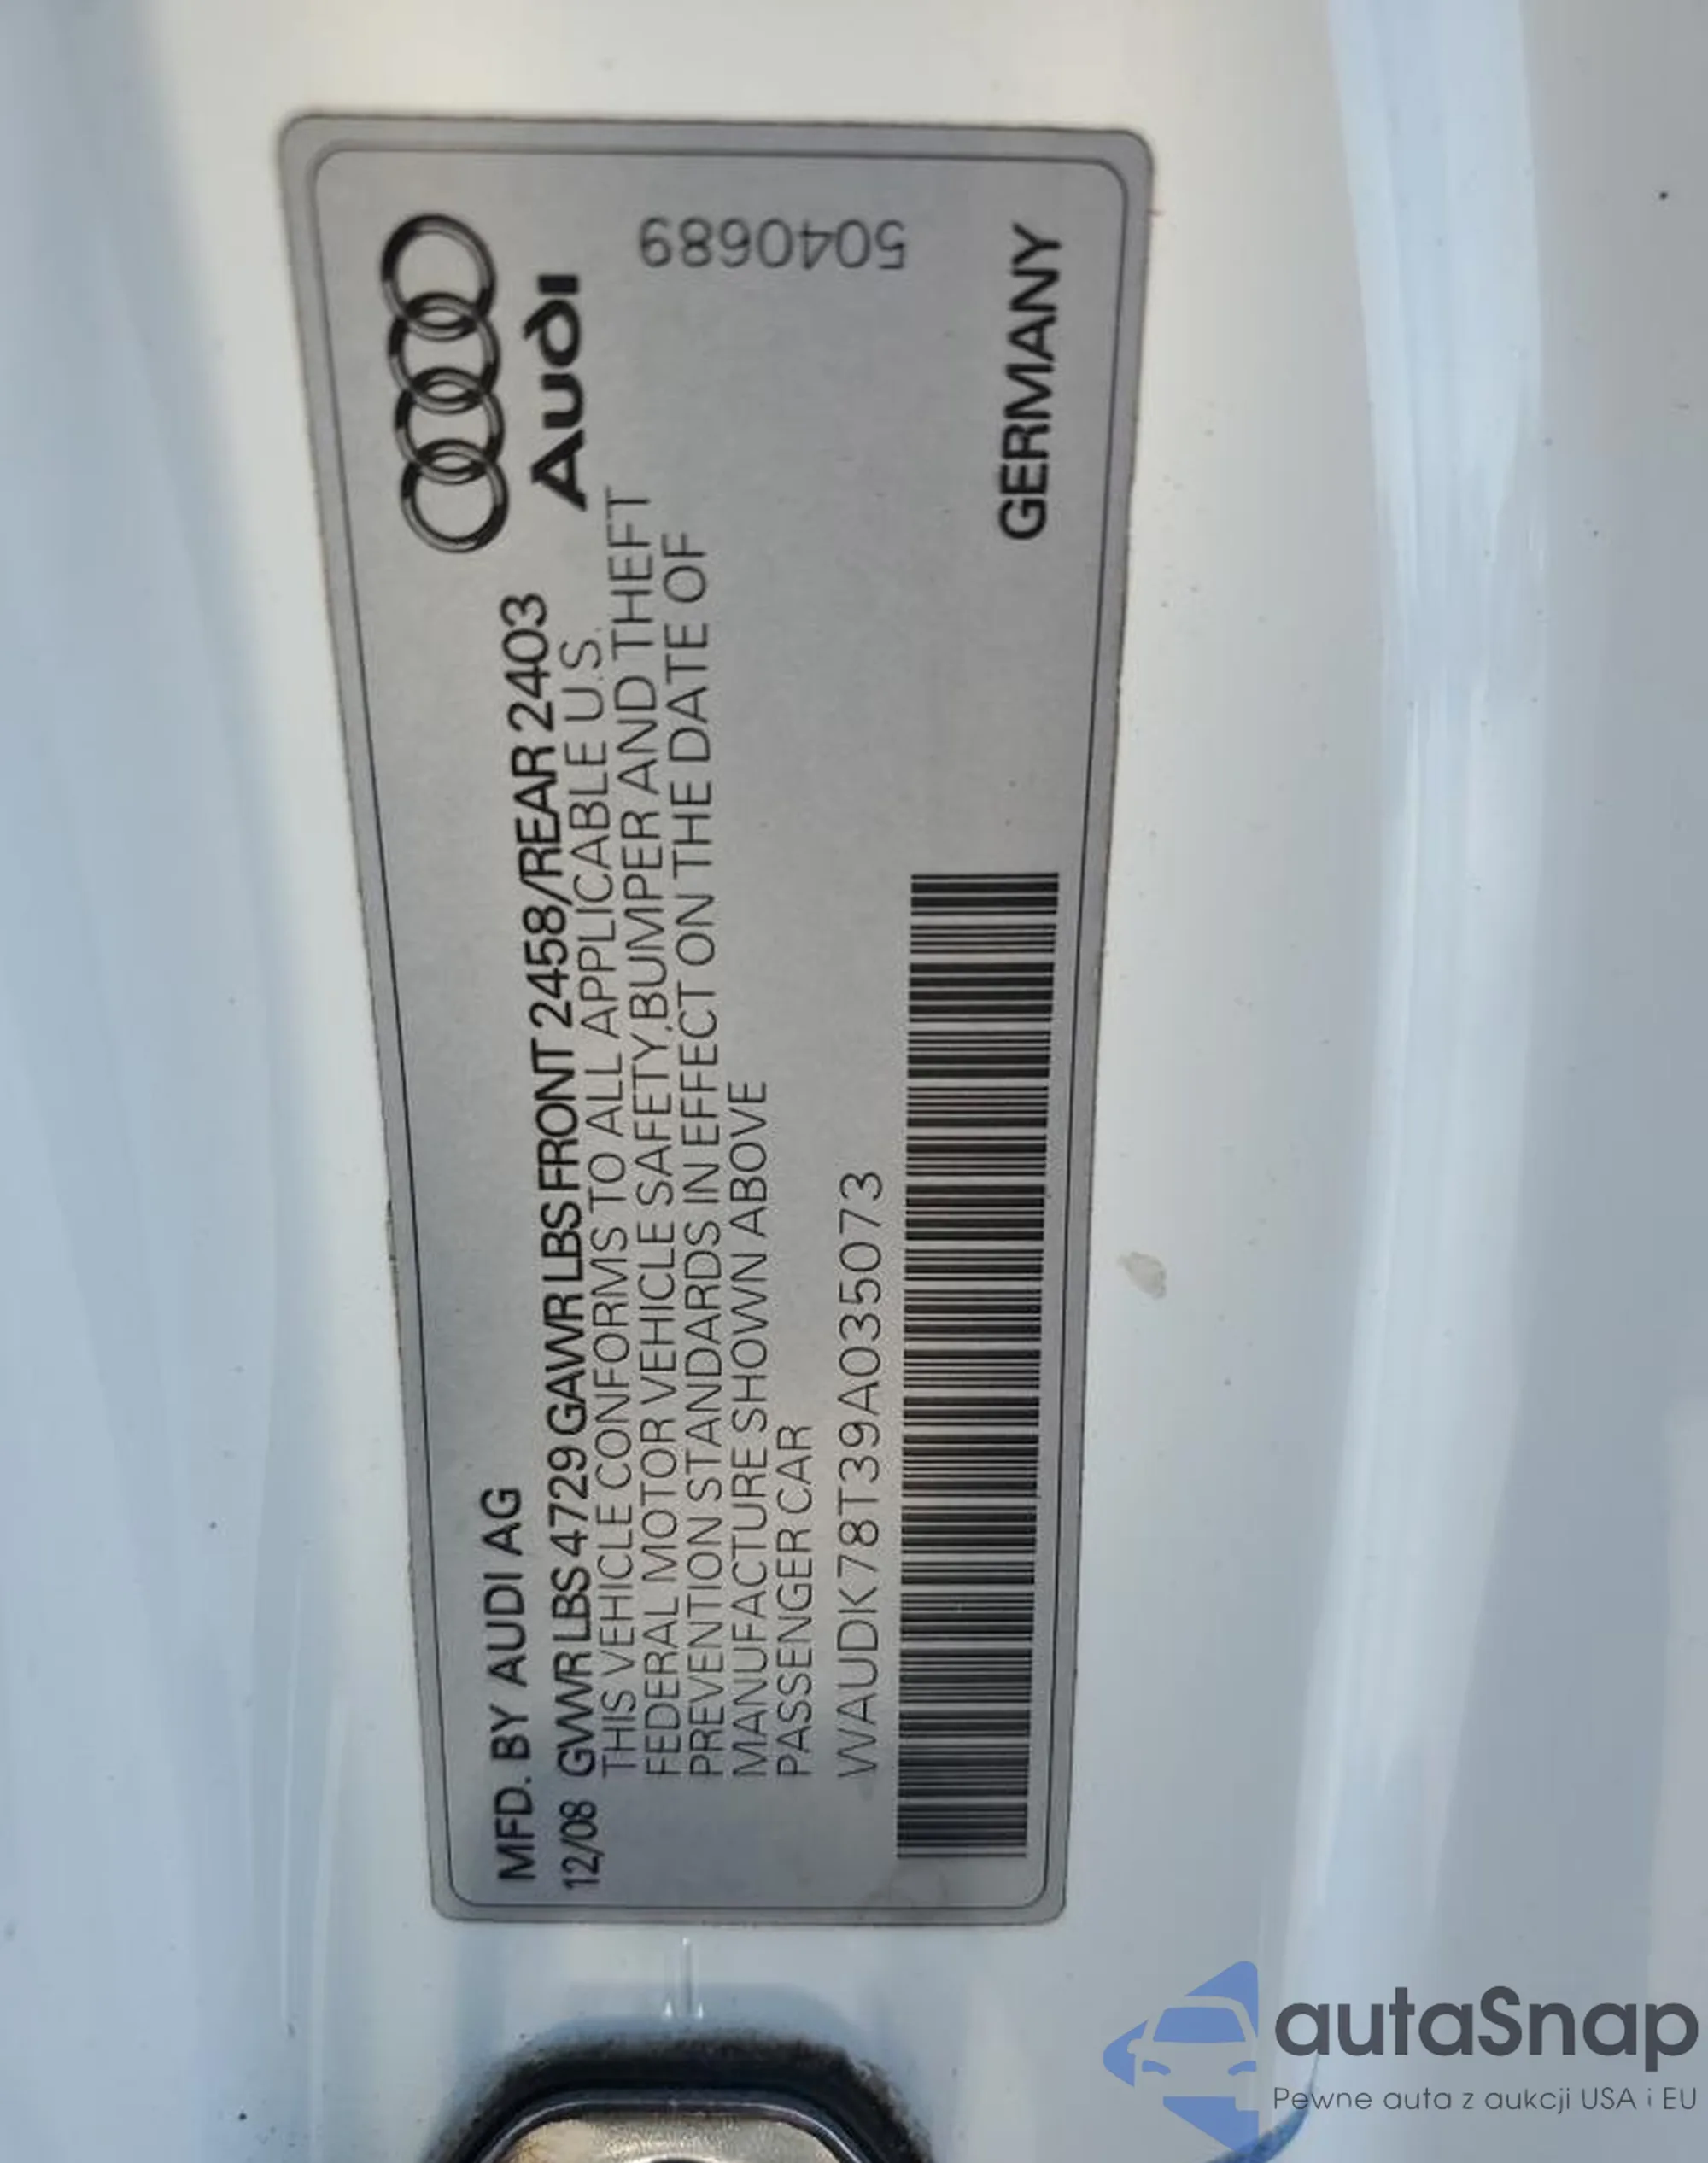 MFD. BY AUDI AG
12/08 GVWR LBS 4729 GAWR LBS FRONT 2458/REAR 2403
THIS VEHICLE CONFORMS TO ALL APPLICABLE U.S.
FEDERAL MOTOR VEHICLE SAFETY,BUMPER AND THEFT
PREVENTION STANDARDS IN EFFECT ON THE DATE OF
MANUFACTURE SHOWN ABOVE
PASSENGER CAR
WAUDK78T39A035073
Audi
5040689
GERMANY
autaSnap
Pewne auta z aukcji USA i EU